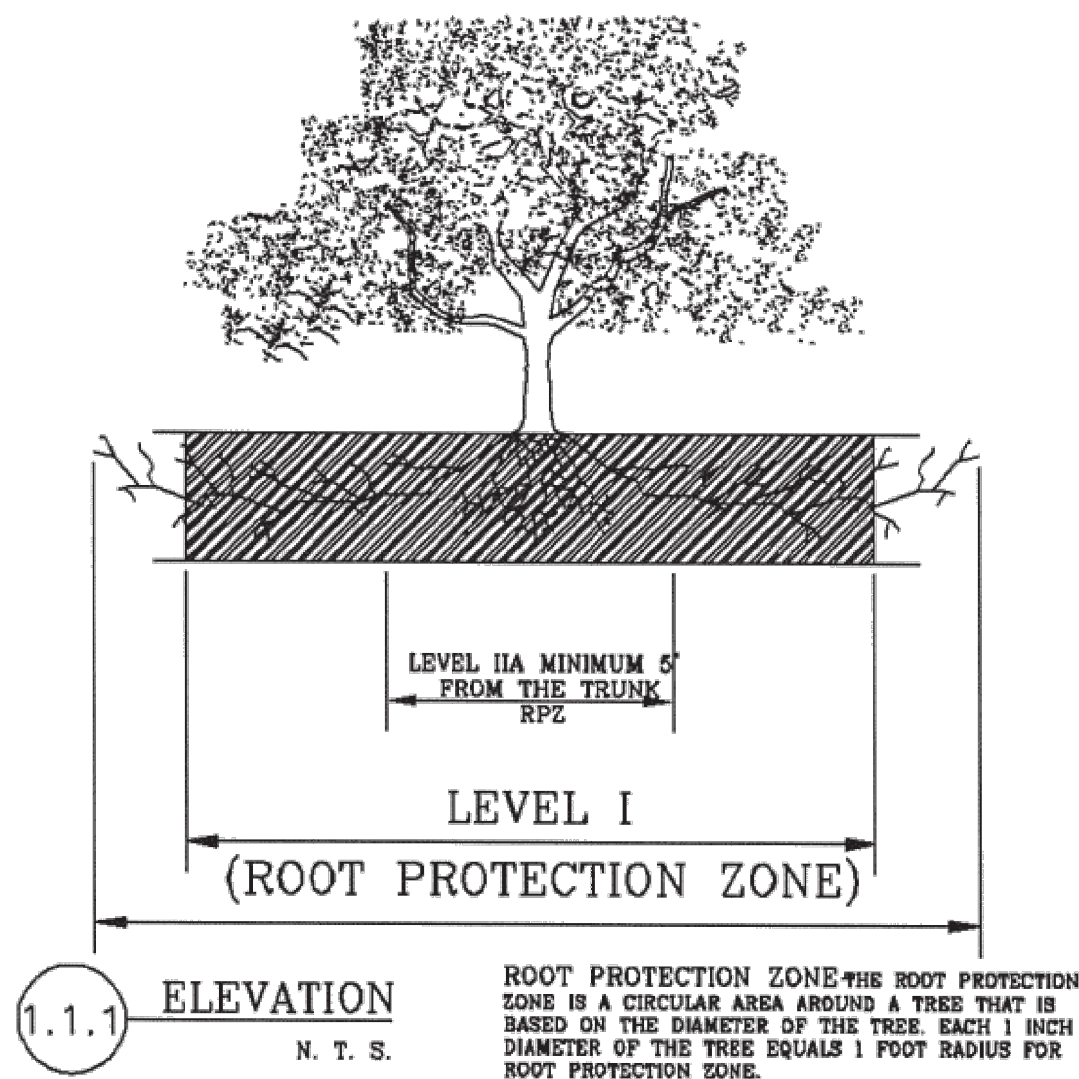 LEVEL IIA MINIMUM 5'
FROM THE TRUNK
RPZ
LEVEL I
(ROOT PROTECTION ZONE)
1.1.1
ELEVATION
N. T. S.
ROOT PROTECTION ZONE-THE ROOT PROTECTION
ZONE IS A CIRCULAR AREA AROUND A TREE THAT IS
BASED ON THE DIAMETER OF THE TREE. EACH 1 INCH
DIAMETER OF THE TREE EQUALS 1 FOOT RADIUS FOR
ROOT PROTECTION ZONE.